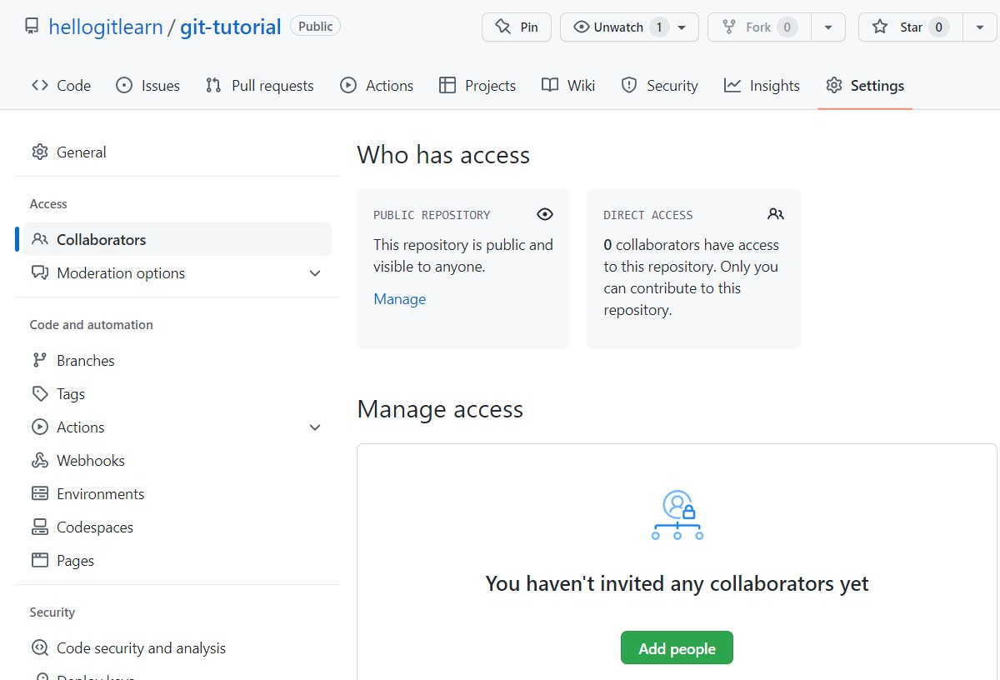 hellogitlearn / git-tutorial Public
Pin
Unwatch 1
Fork 0
Star 0
Code Issues Pull requests Actions Projects Wiki Security Insights Settings
General
Access
Collaborators
Moderation options
Code and automation
Branches
Tags
Actions
Webhooks
Environments
Codespaces
Pages
Security
Code security and analysis
Deploy keys
Who has access
PUBLIC REPOSITORY
This repository is public and
visible to anyone.
Manage
DIRECT ACCESS
0 collaborators have access
to this repository. Only you
can contribute to this
repository.
Manage access
You haven't invited any collaborators yet
Add people